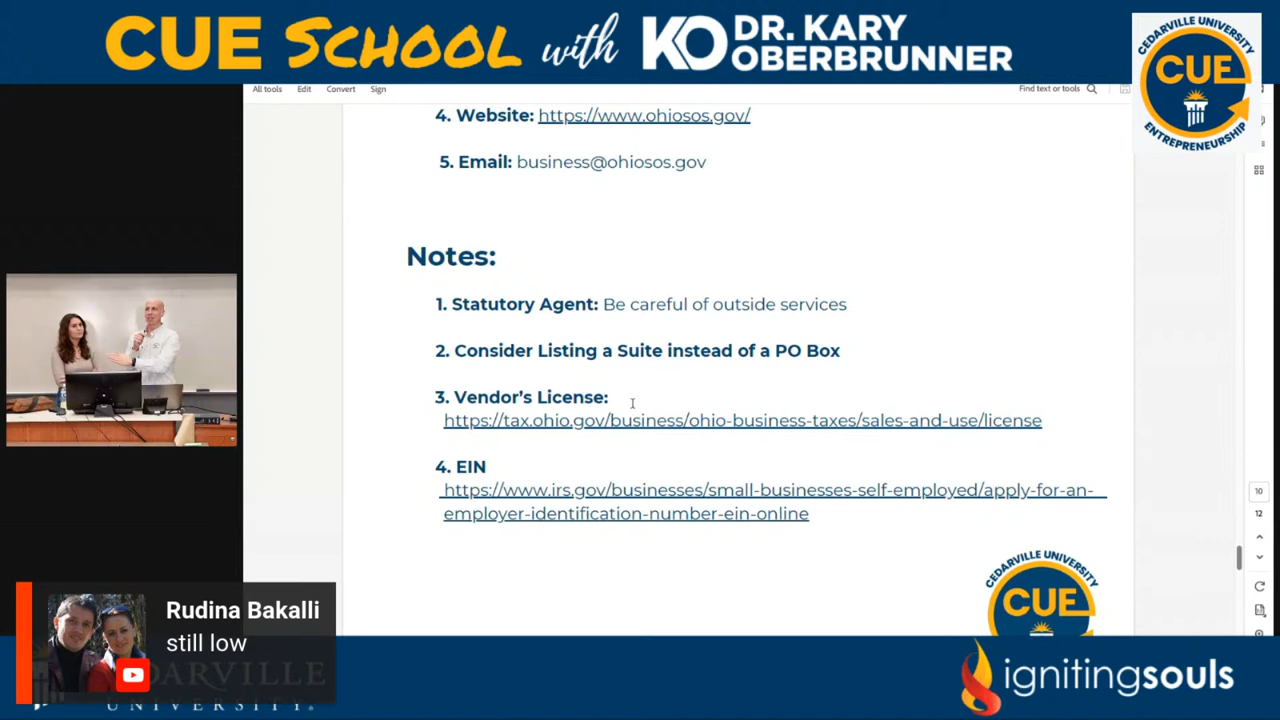 CUE SCHOOL with KO DR. KARY OBERBRUNNER
CEDARVILLE UNIVERSITY
CUE
ENTREPRENEURSHIP
All tools Edit Convert Sign Find text or tools
4. Website: https://www.ohiosos.gov/
5. Email: business@ohiosos.gov
Notes:
1. Statutory Agent: Be careful of outside services
2. Consider Listing a Suite instead of a PO Box
3. Vendor's License:
https://tax.ohio.gov/business/ohio-business-taxes/sales-and-use/license
4. EIN
https://www.irs.gov/businesses/small-businesses-self-employed/apply-for-an-
employer-identification-number-ein-online
10
12
CEDARVILLE UNIVERSITY
CUE
Rudina Bakalli
still low
DARVILLE
UNIVERSITY.
ignitingsouls